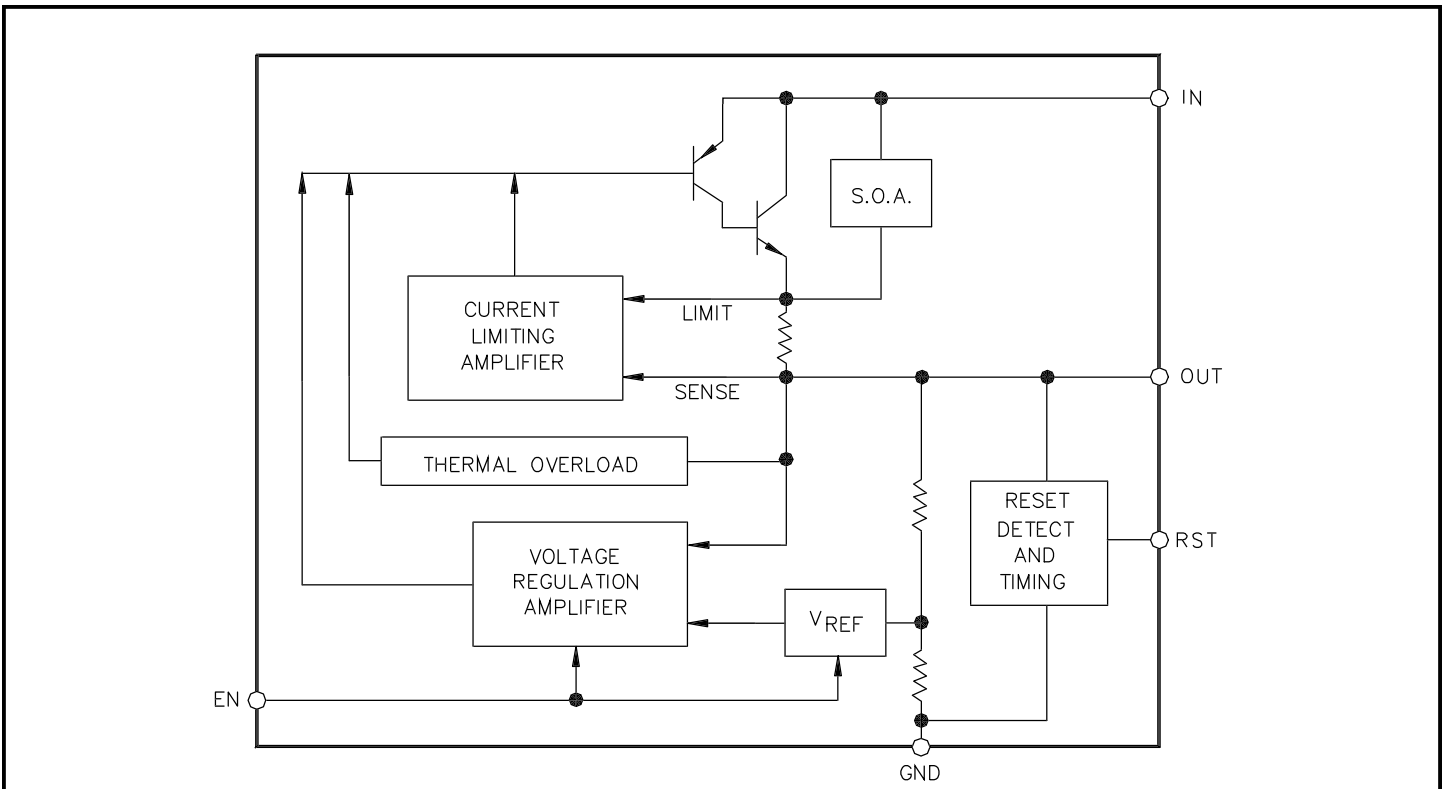 IN
S.O.A.
CURRENT
LIMITING
AMPLIFIER
LIMIT
SENSE
OUT
THERMAL OVERLOAD
RESET
DETECT
AND
TIMING
RST
VOLTAGE
REGULATION
AMPLIFIER
VREF
EN
GND